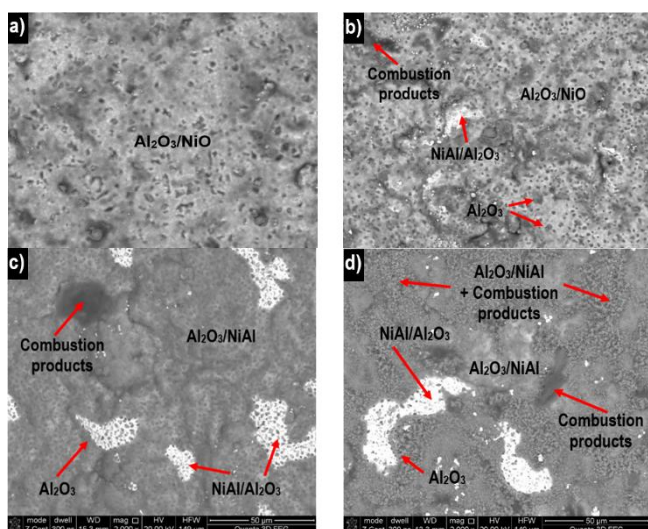 a)
Al₂O₃/NiO
b)
Combustion
products
Al₂O₃/NiO
NiAl/Al₂O₃
Al₂O₃
c)
Combustion
products
Al₂O₃/NiAl
Al₂O₃
NiAl/Al₂O₃
mode dwell WD mag HV HFW 50 µm
d)
Al₂O₃/NiAl
+ Combustion
products
NiAl/Al₂O₃
Al₂O₃/NiAl
Combustion
products
Al₂O₃
mode dwell WD mag HV HFW 50 µm